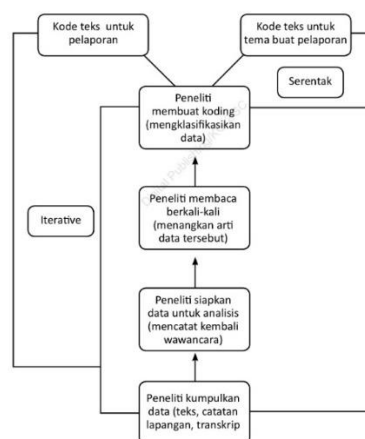 Kode teks untuk
pelaporan
Kode teks untuk
tema buat pelaporan
Serentak
Peneliti
membuat koding
(mengklasifikasikan
data)
Iterative
Peneliti membaca
berkali-kali
(menangkan arti
data tersebut)
Peneliti siapkan
data untuk analisis
(mencatat kembali
wawancara)
Peneliti kumpulkan
data (teks, catatan
lapangan, transkrip